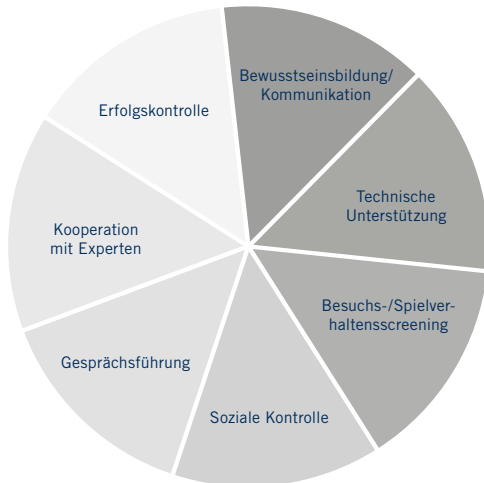 Bewusstseinsbildung/
Kommunikation
Technische
Unterstützung
Besuchs-/Spielver-
haltensscreening
Soziale Kontrolle
Gesprächsführung
Kooperation
mit Experten
Erfolgskontrolle